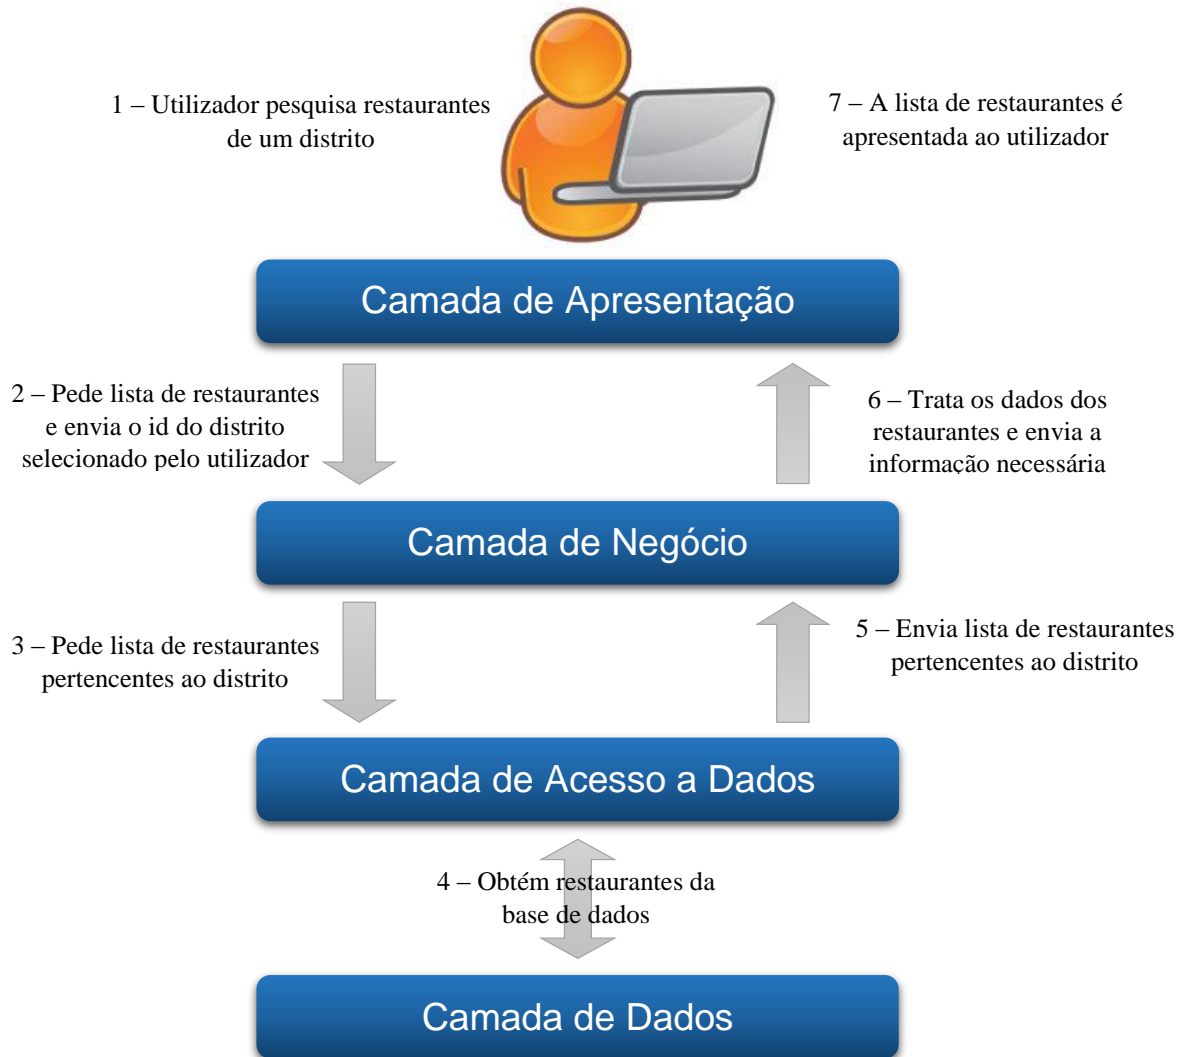 1 – Utilizador pesquisa restaurantes
de um distrito
7 – A lista de restaurantes é
apresentada ao utilizador
Camada de Apresentação
2 – Pede lista de restaurantes
e envia o id do distrito
selecionado pelo utilizador
6 – Trata os dados dos
restaurantes e envia a
informação necessária
Camada de Negócio
3 – Pede lista de restaurantes
pertencentes ao distrito
5 – Envia lista de restaurantes
pertencentes ao distrito
Camada de Acesso a Dados
4 – Obtém restaurantes da
base de dados
Camada de Dados